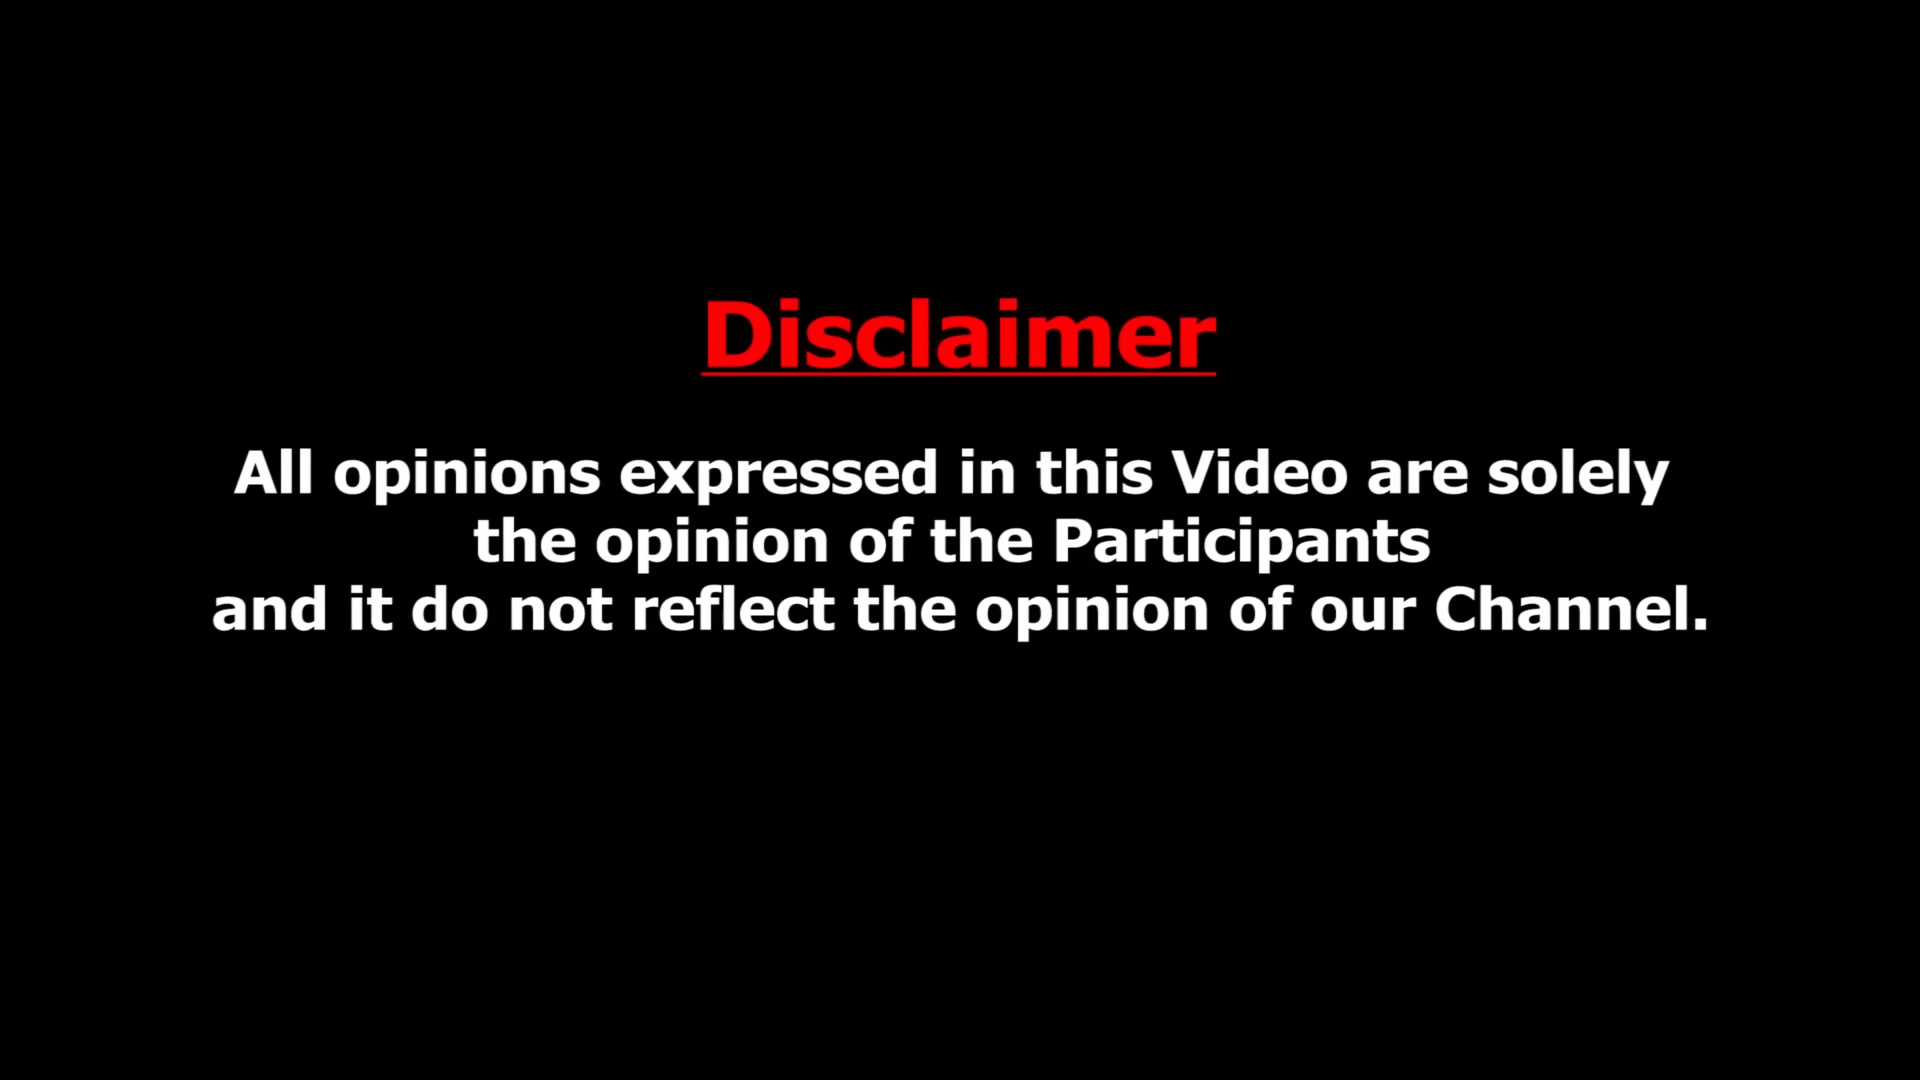 Disclaimer
All opinions expressed in this Video are solely
the opinion of the Participants
and it do not reflect the opinion of our Channel.